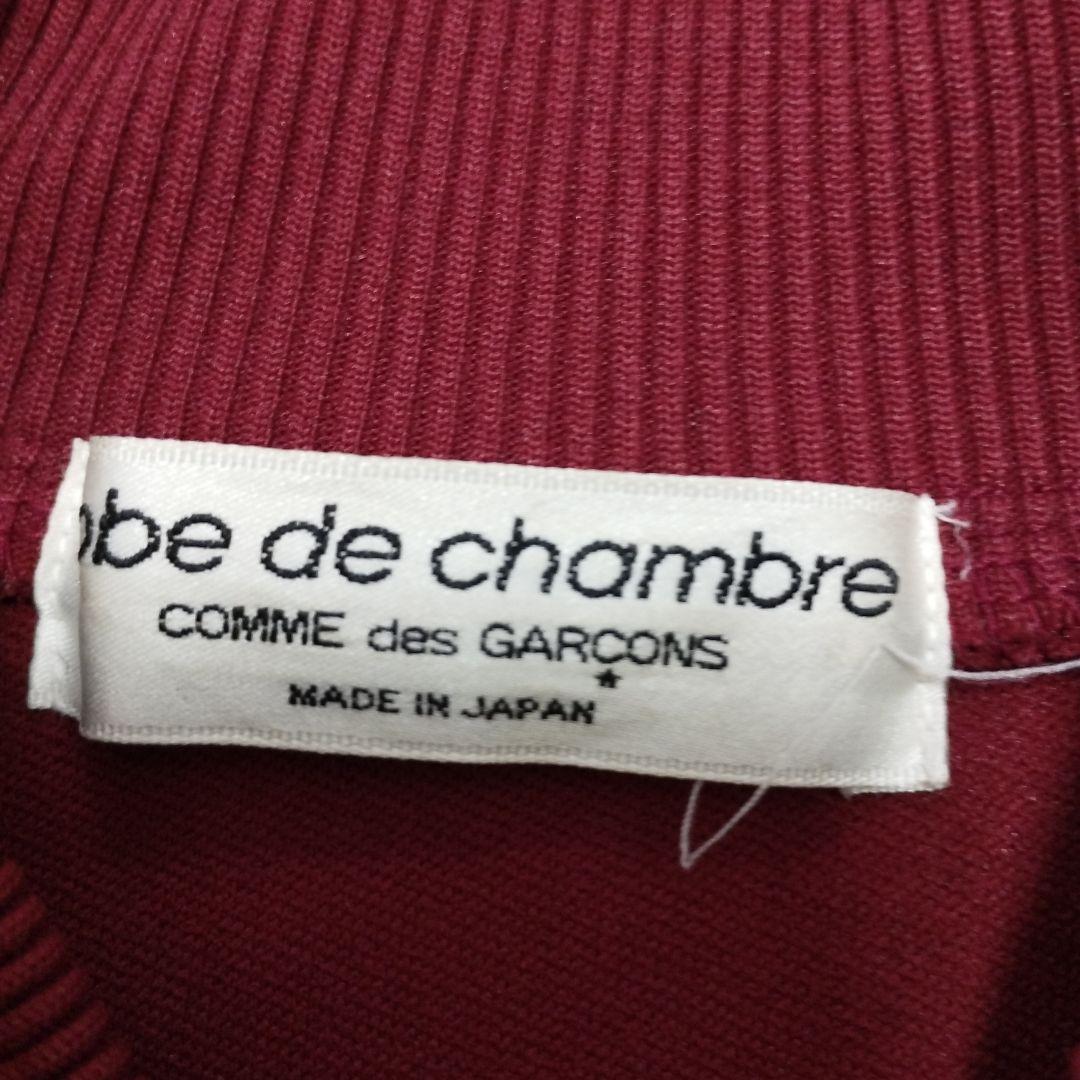 obe de chambre
COMME des GARÇONS
MADE IN JAPAN